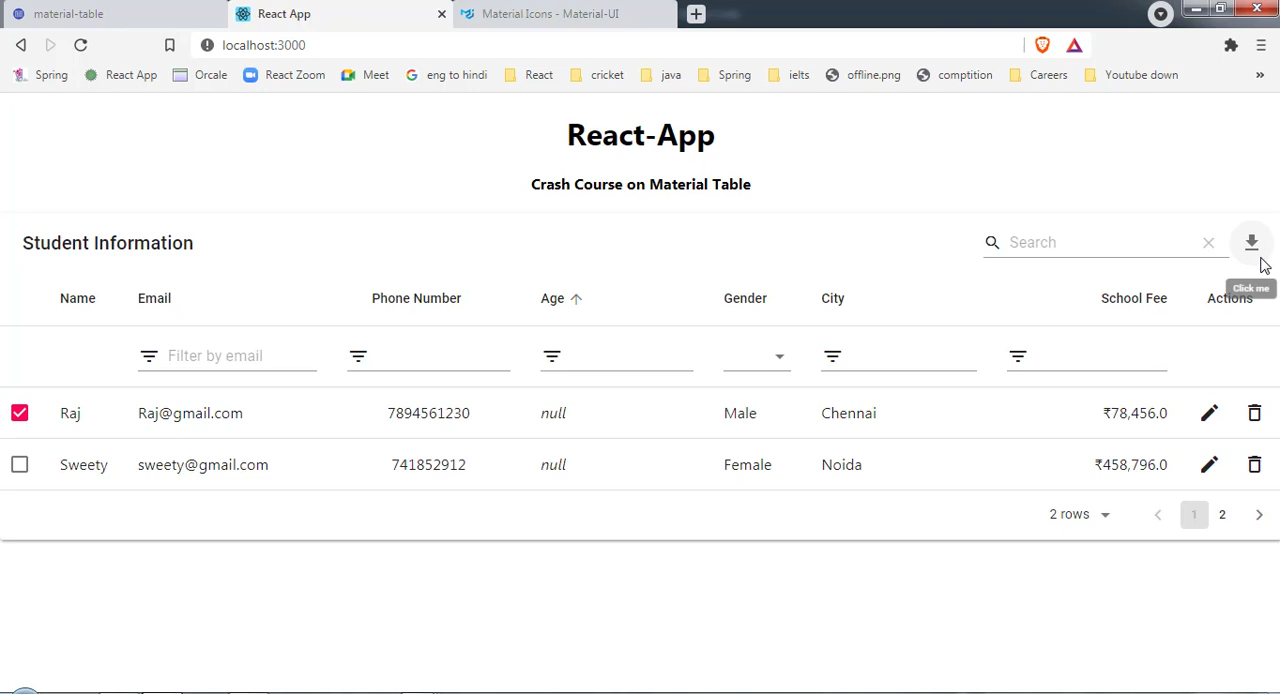 material-table
React App
Material Icons - Material-UI
localhost:3000
Spring
React App
Orcale
React Zoom
Meet
eng to hindi
React
cricket
java
Spring
ielts
offline.png
comptition
Careers
Youtube down
»
React-App
Crash Course on Material Table
Student Information
Search
Click me
Name Email Phone Number Age Gender City School Fee Actions
Filter by email
Raj Raj@gmail.com 7894561230 null Male Chennai ₹78,456.0
Sweety sweety@gmail.com 741852912 null Female Noida ₹458,796.0
2 rows 1 2